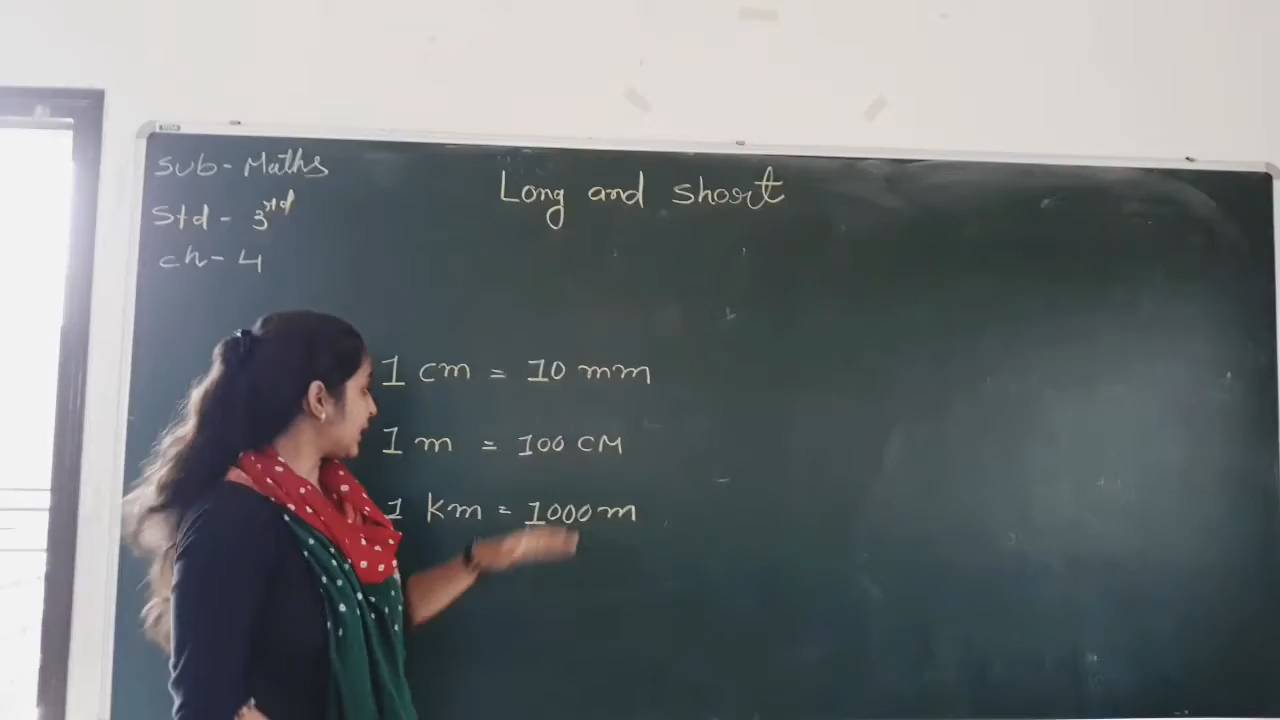 Sub - Maths
Std - 3rd
Ch - 4
Long and short
1 cm = 10 mm
1 m = 100 CM
1 km = 1000 m